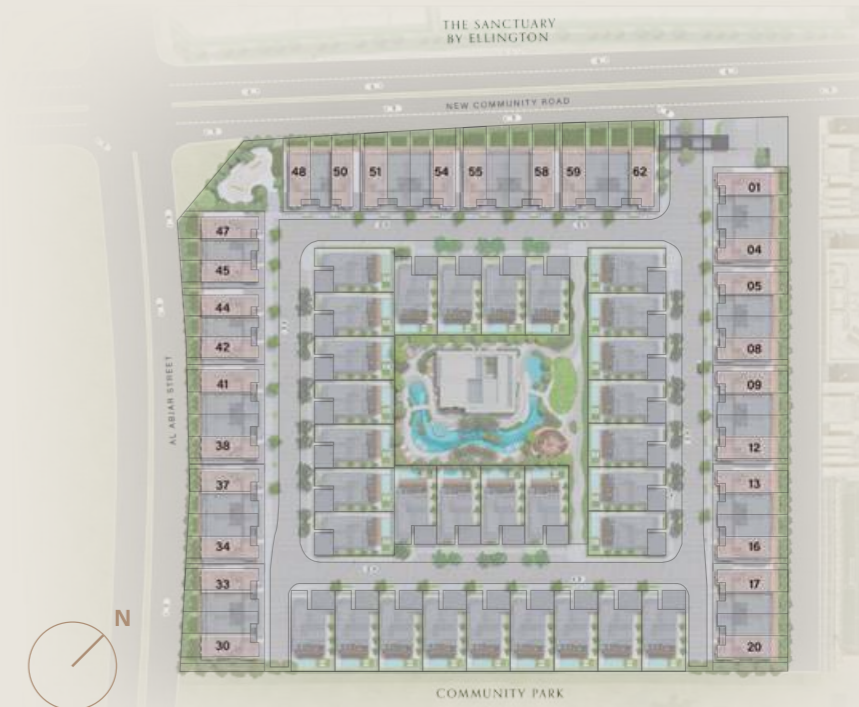 THE SANCTUARY
BY ELLINGTON
NEW COMMUNITY ROAD
48 50 51 54 55 58 59 62
01
04
05
08
09
12
13
16
17
20
47
45
44
42
41
38
37
34
33
30
AL ABJAR STREET
N
COMMUNITY PARK